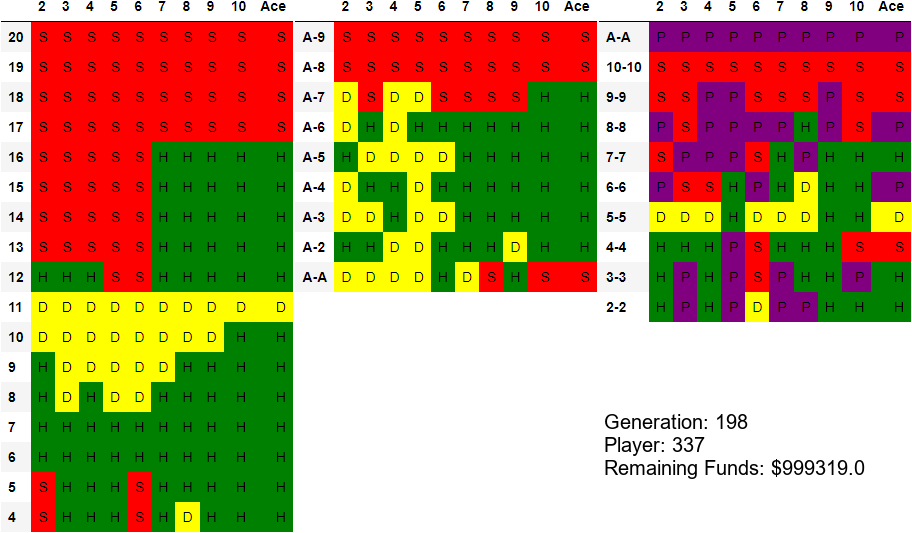 2 3 4 5 6 7 8 9 10 Ace 2 3 4 5 6 7 8 9 10 Ace 2 3 4 5 6 7 8 9 10 Ace
20 S S S S S S S S S S A-9 S S S S S S S S S S A-A P P P P P P P P P P
19 S S S S S S S S S S A-8 S S S S S S S S S S 10-10 S S S S S S S S S S
18 S S S S S S S S S S A-7 D S D D S S S S H H 9-9 S S P P S S S P S S
17 S S S S S S S S S S A-6 D H D H H H H H H H 8-8 P S P P P P H P S P
16 S S S S S H H H H H A-5 H D D D D H H H H H 7-7 S P P P S H P H H H
15 S S S S S H H H H H A-4 D H H D H H H H H H 6-6 P S S H P H D H H P
14 S S S S S H H H H H A-3 D D H D D H H H H H 5-5 D D D H D D D H H D
13 S S S S S H H H H H A-2 H H D D H H H D H H 4-4 H H H P S H H H S S
12 H H H S S H H H H H A-A D D D D H D S H S S 3-3 H P H P S P H H P H
11 D D D D D D D D D D 2-2 H P H P D P P H H H
10 D D D D D D D D H H
9 H D D D D D H H H H
8 H D H D D H H H H H
7 H H H H H H H H H H
6 H H H H H H H H H H
5 S H H H S H H H H H
4 S H H H S H D H H H
Generation: 198
Player: 337
Remaining Funds: $999319.0